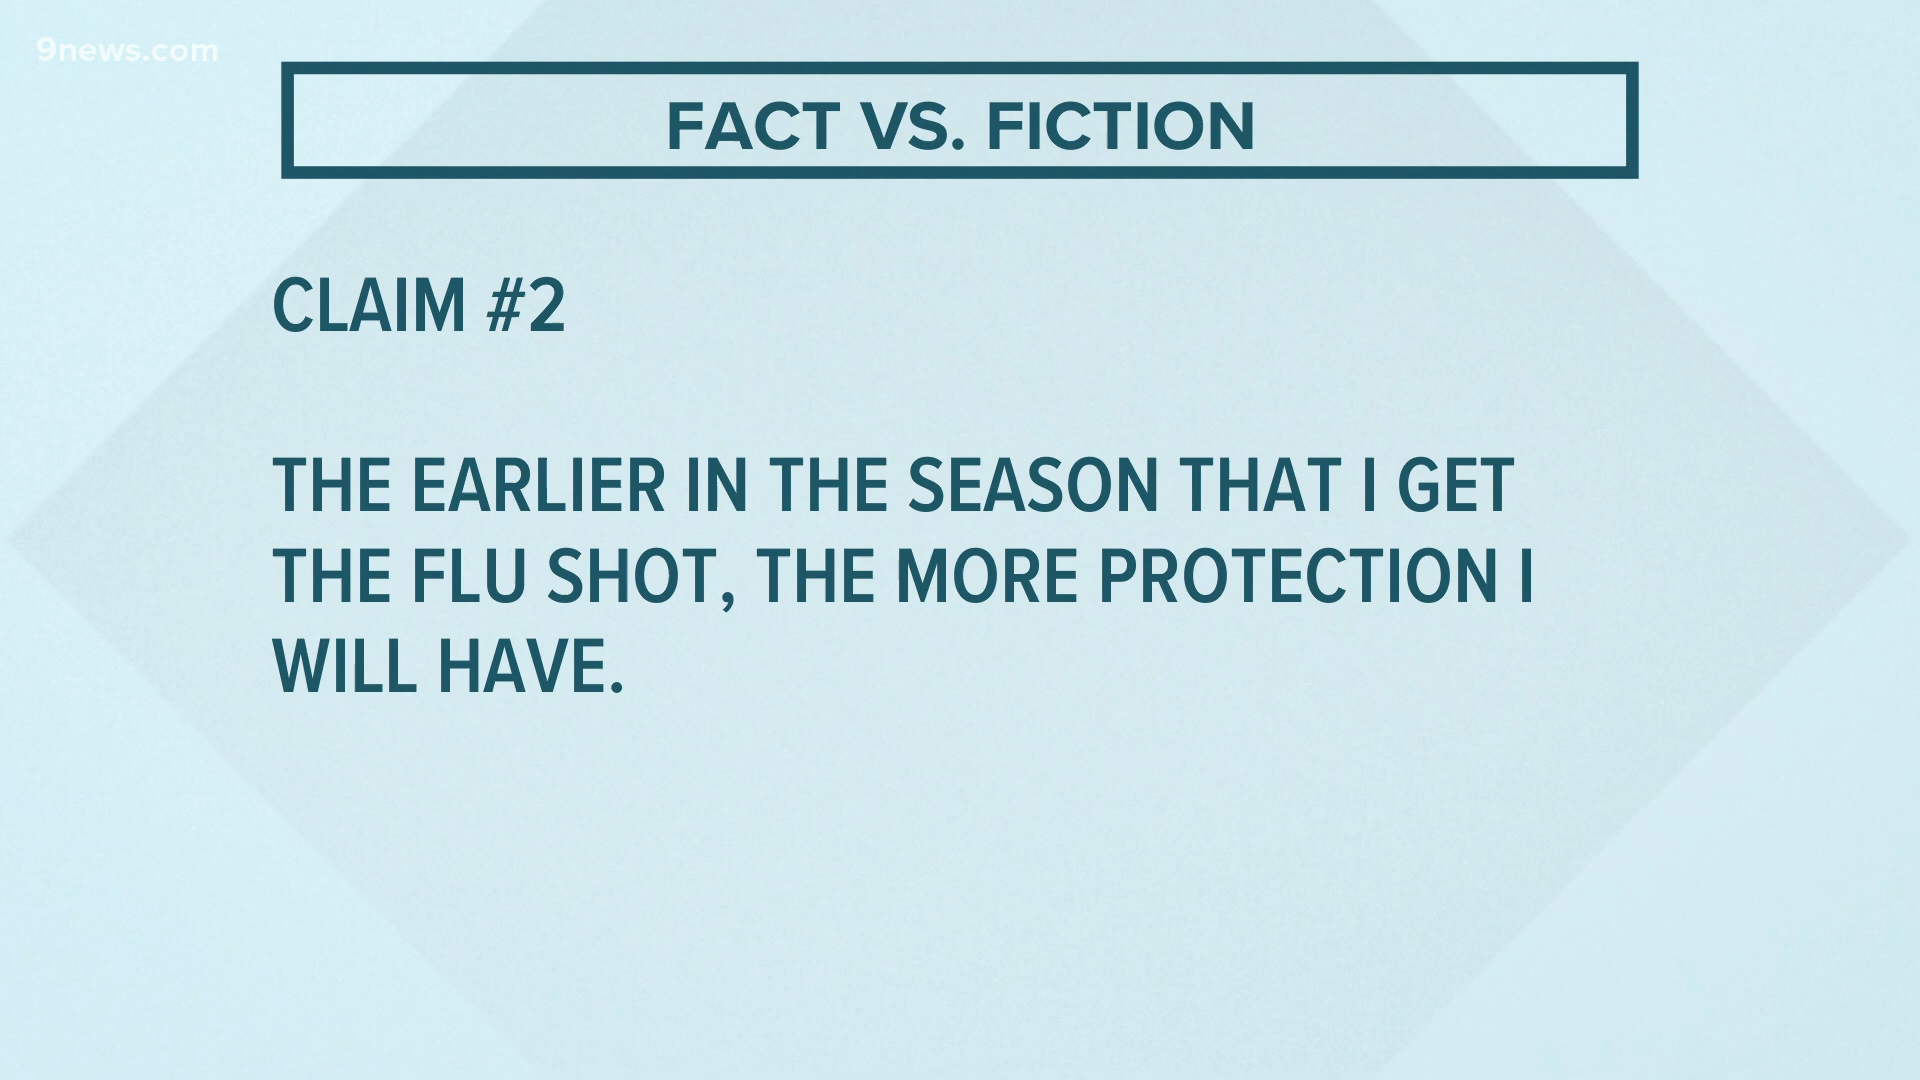 9news.com
FACT VS. FICTION
CLAIM #2
THE EARLIER IN THE SEASON THAT I GET
THE FLU SHOT, THE MORE PROTECTION I
WILL HAVE.